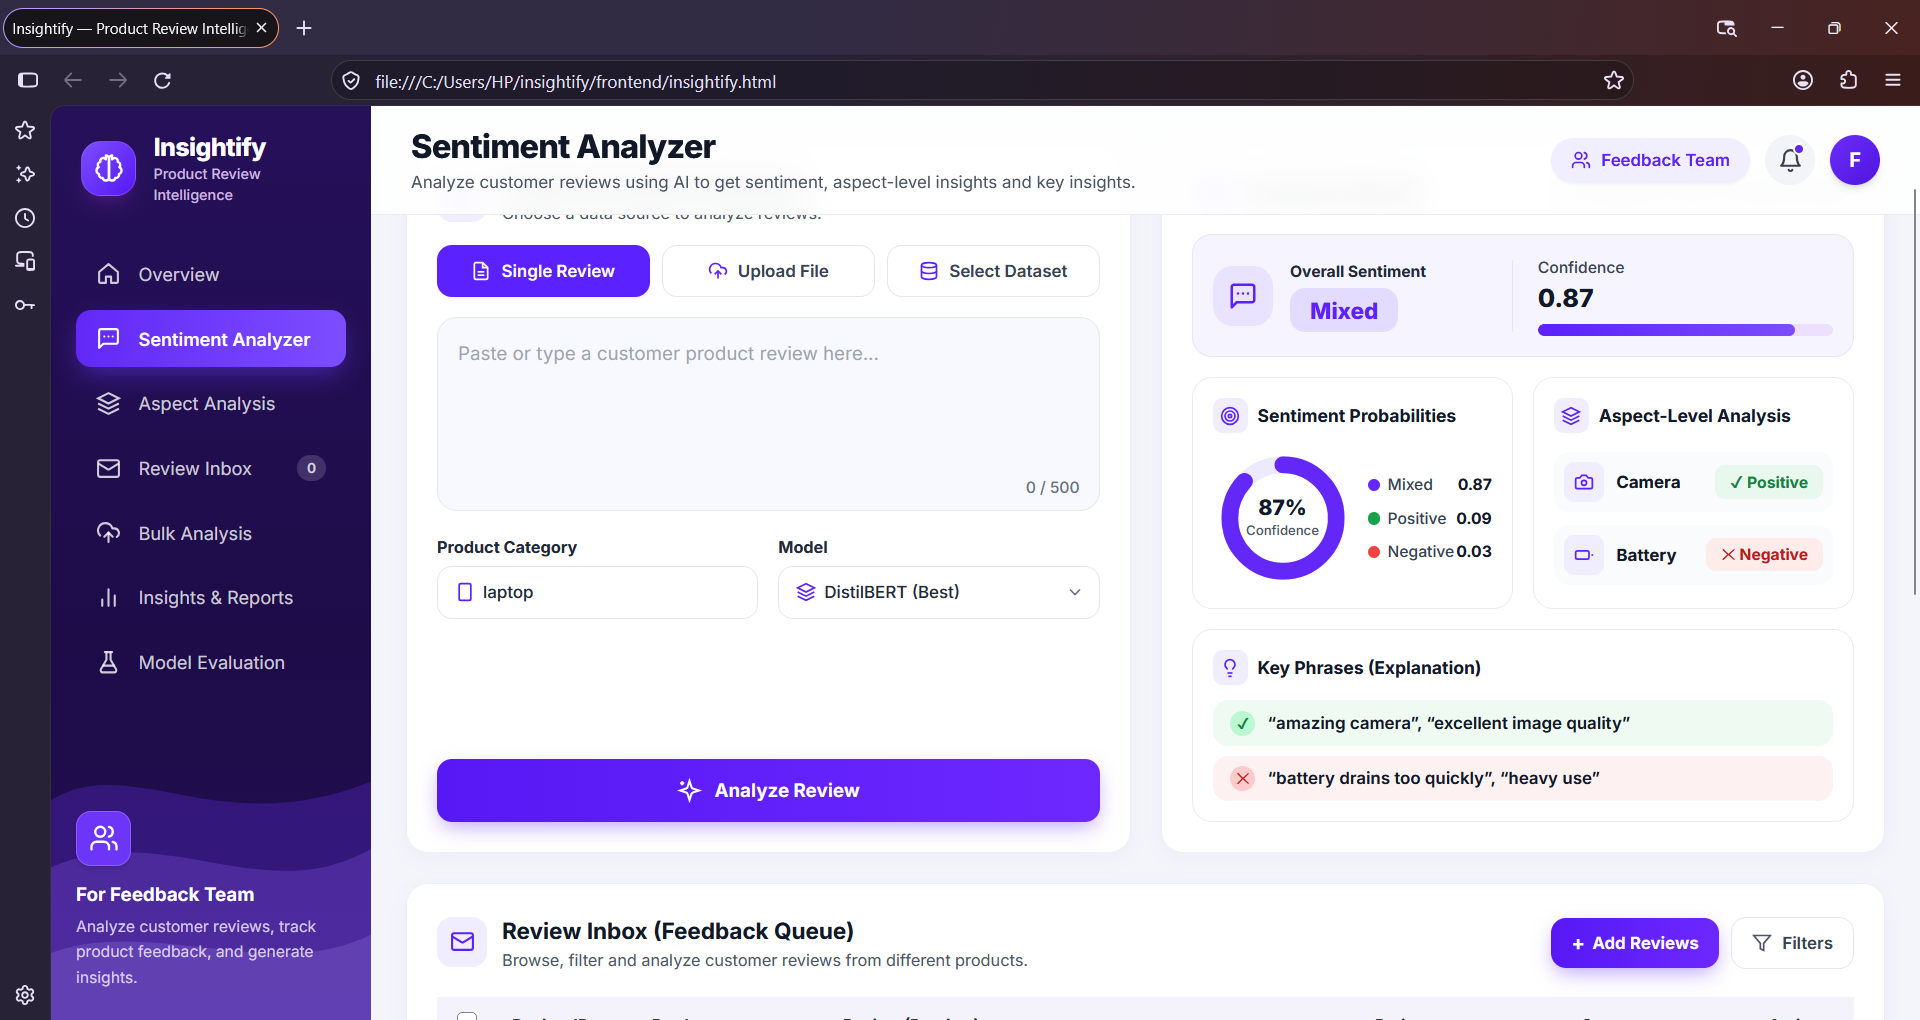 Insightify — Product Review Intellig
file:///C:/Users/HP/insightify/frontend/insightify.html
Insightify
Product Review
Intelligence
Overview
Sentiment Analyzer
Aspect Analysis
Review Inbox 0
Bulk Analysis
Insights & Reports
Model Evaluation
For Feedback Team
Analyze customer reviews, track
product feedback, and generate
insights.
Sentiment Analyzer
Analyze customer reviews using AI to get sentiment, aspect-level insights and key insights.
Feedback Team
F
Choose a data source to analyze reviews.
Single Review
Upload File
Select Dataset
Paste or type a customer product review here...
0 / 500
Product Category
laptop
Model
DistilBERT (Best)
Analyze Review
Overall Sentiment
Mixed
Confidence
0.87
Sentiment Probabilities
87%
Confidence
Mixed 0.87
Positive 0.09
Negative 0.03
Aspect-Level Analysis
Camera ✓ Positive
Battery ✕ Negative
Key Phrases (Explanation)
“amazing camera”, “excellent image quality”
“battery drains too quickly”, “heavy use”
Review Inbox (Feedback Queue)
Browse, filter and analyze customer reviews from different products.
+ Add Reviews
Filters